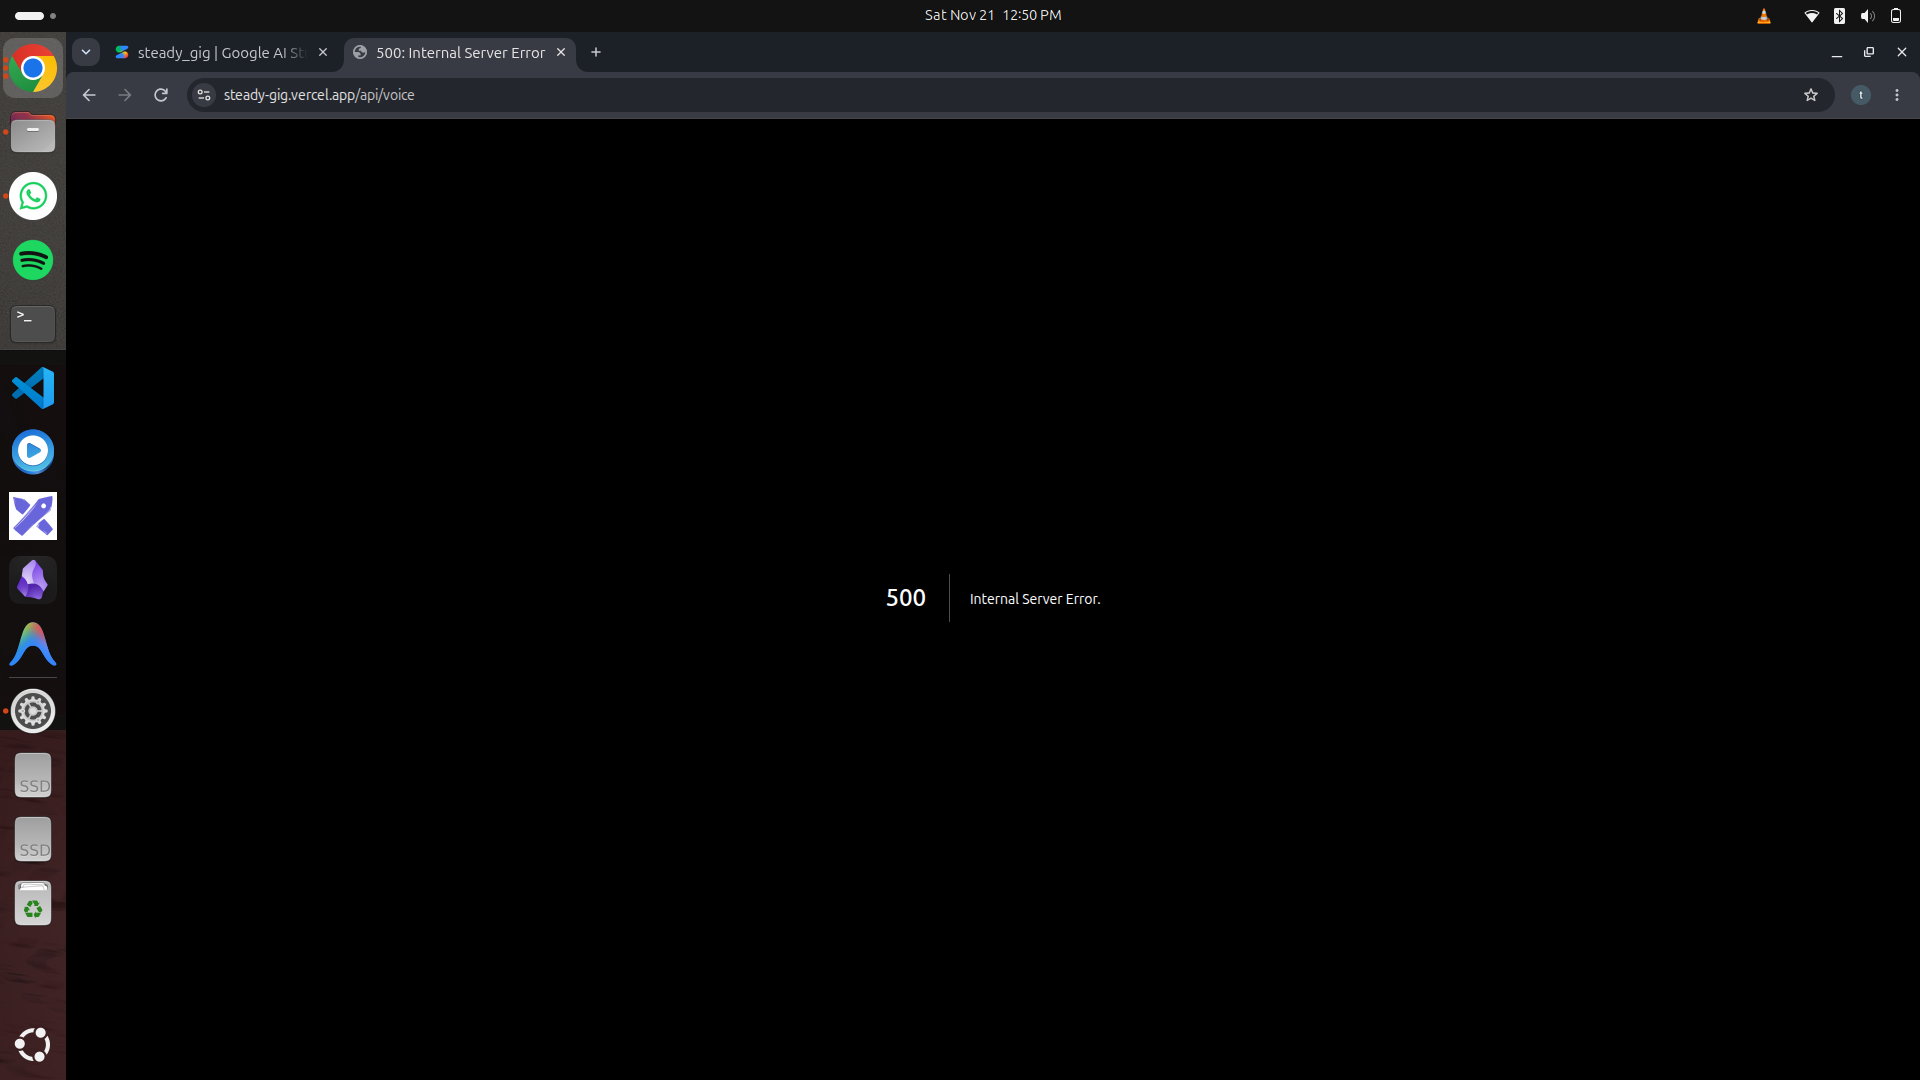 Sat Nov 21 12:50 PM
steady_gig | Google AI St
500: Internal Server Error
steady-gig.vercel.app/api/voice
t
>_
500
Internal Server Error.
SSD
SSD